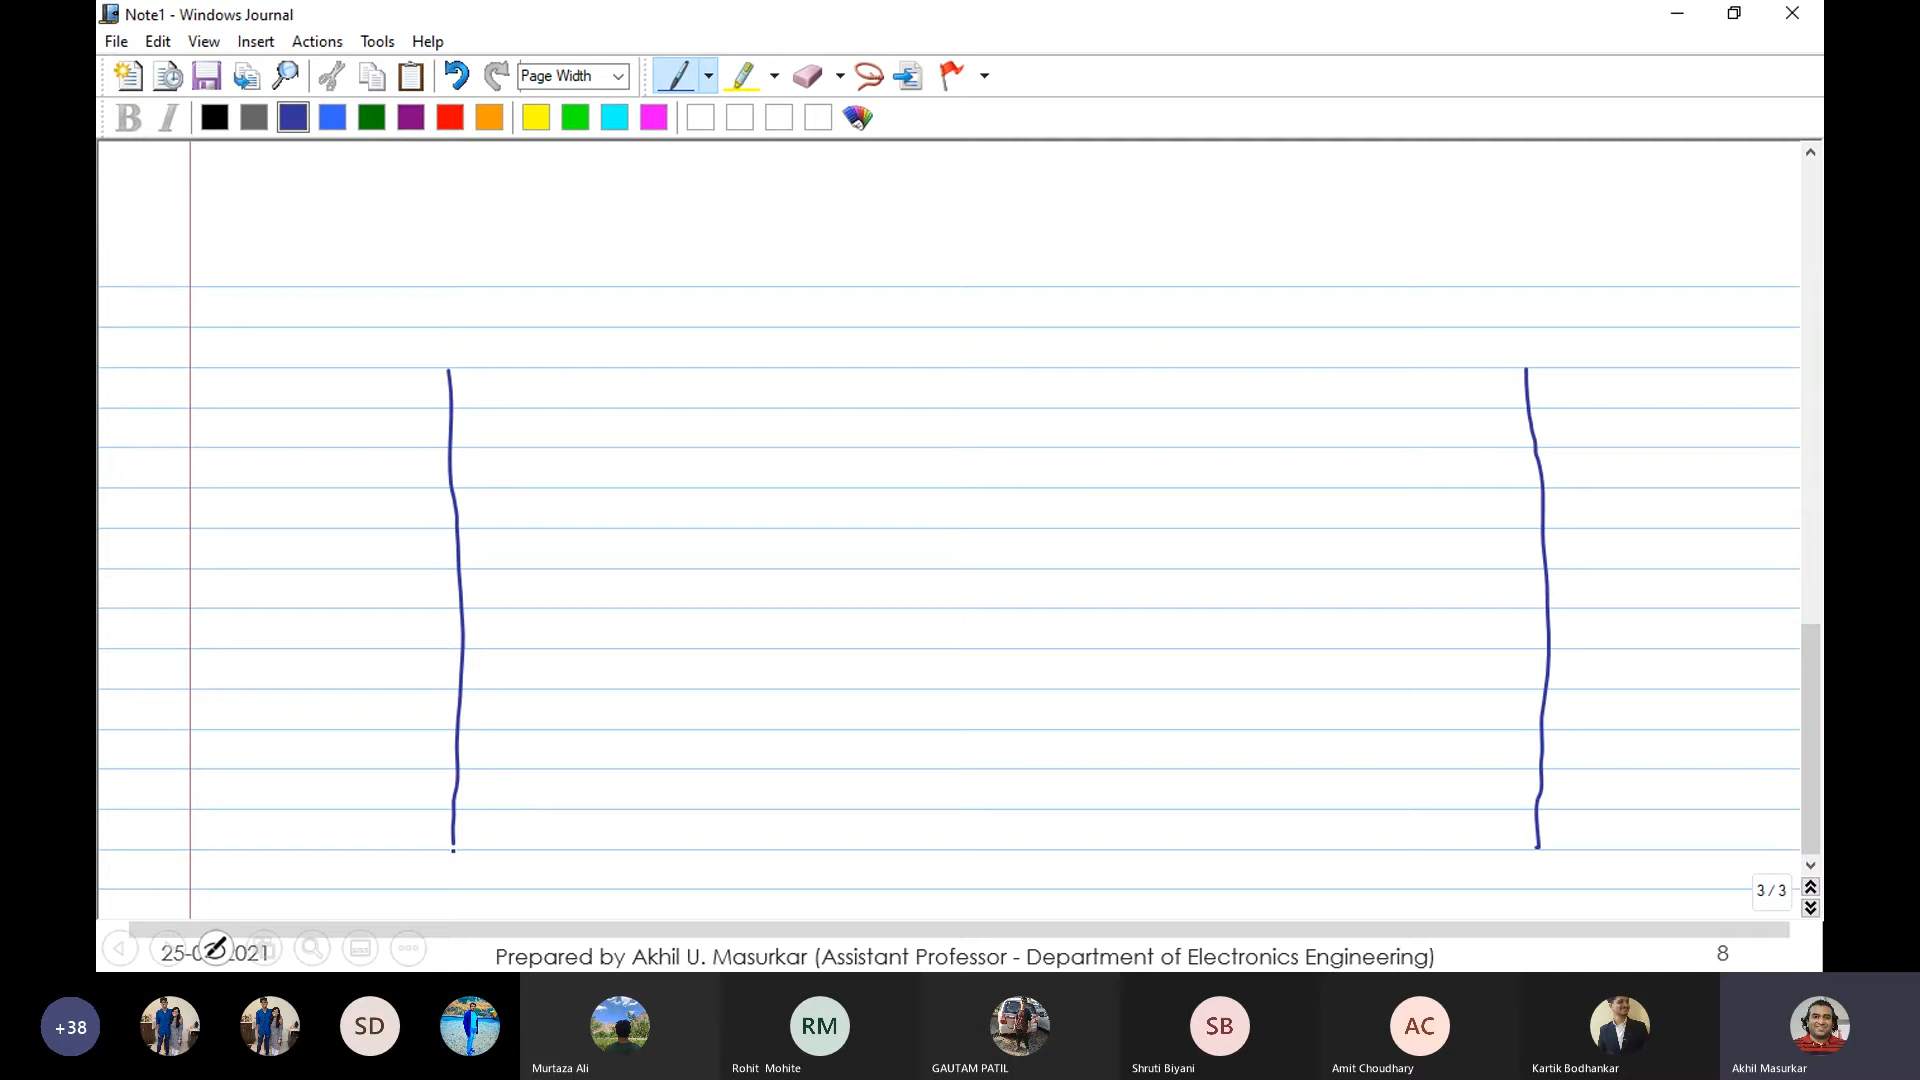 Note1 - Windows Journal
File Edit View Insert Actions Tools Help
Page Width
B I
3 / 3
Prepared by Akhil U. Masurkar (Assistant Professor - Department of Electronics Engineering)
8
+38
SD
RM
SB
AC
Murtaza Ali
Rohit Mohite
GAUTAM PATIL
Shruti Biyani
Amit Choudhary
Kartik Bodhankar
Akhil Masurkar